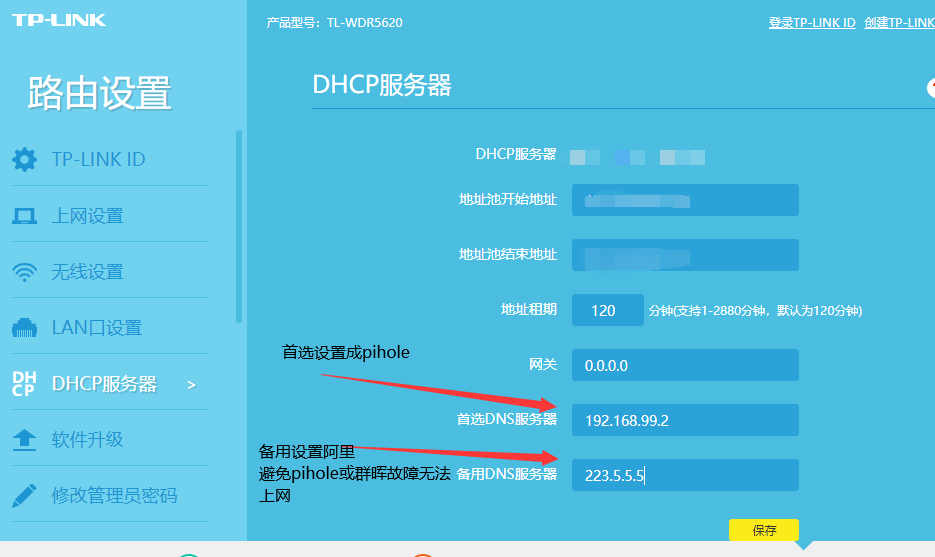 TP-LINK
产品型号：TL-WDR5620
登录TP-LINK ID 创建TP-LINK
路由设置
DHCP服务器
TP-LINK ID
上网设置
无线设置
LAN口设置
DHCP
DHCP服务器 >
软件升级
修改管理员密码
DHCP服务器
地址池开始地址
地址池结束地址
地址租期 120 分钟(支持1-2880分钟，默认为120分钟)
首选设置成pihole
网关 0.0.0.0
首选DNS服务器 192.168.99.2
备用设置阿里
避免pihole或群晖故障无法
上网
备用DNS服务器 223.5.5.5
保存